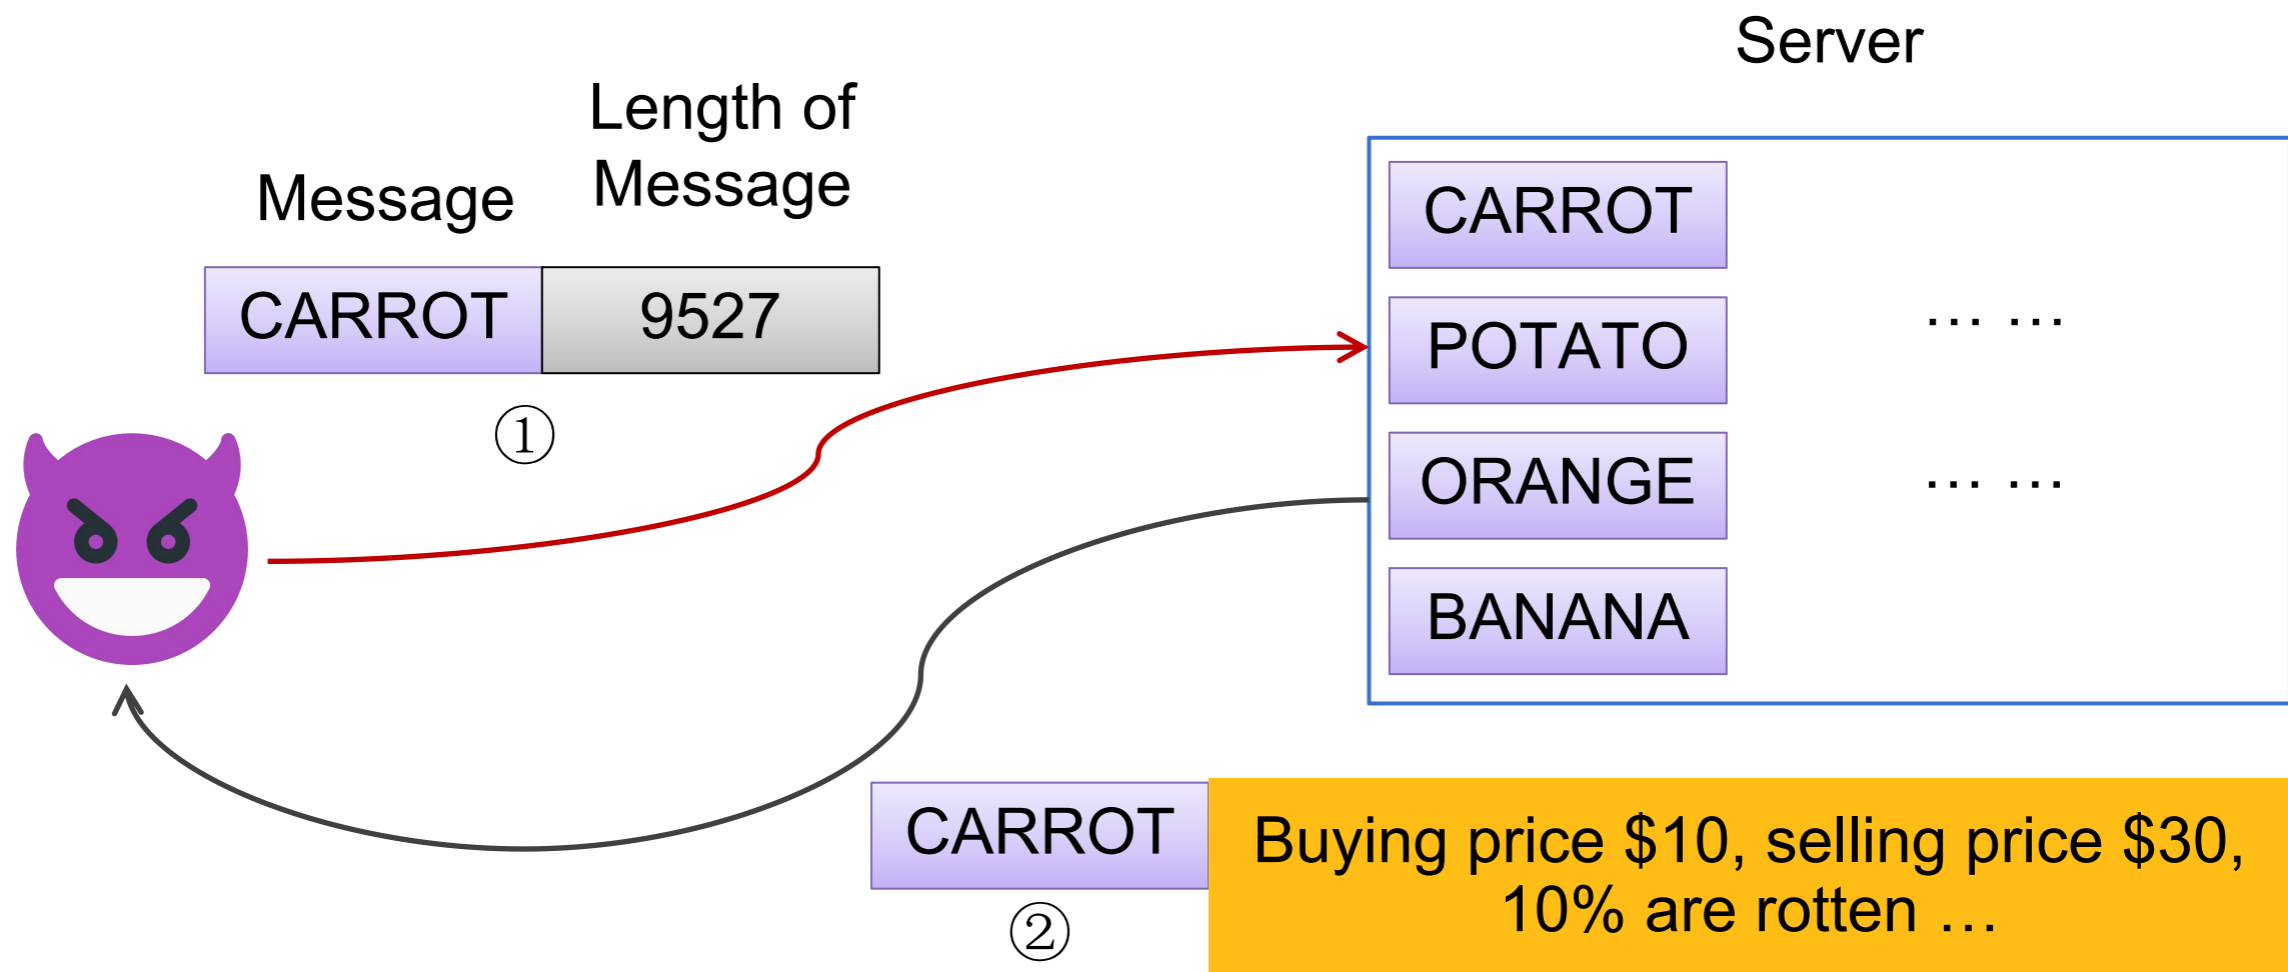 Server
Length of
Message
Message
CARROT 9527
①
CARROT
POTATO
… …
ORANGE
… …
BANANA
CARROT
②
Buying price $10, selling price $30,
10% are rotten …